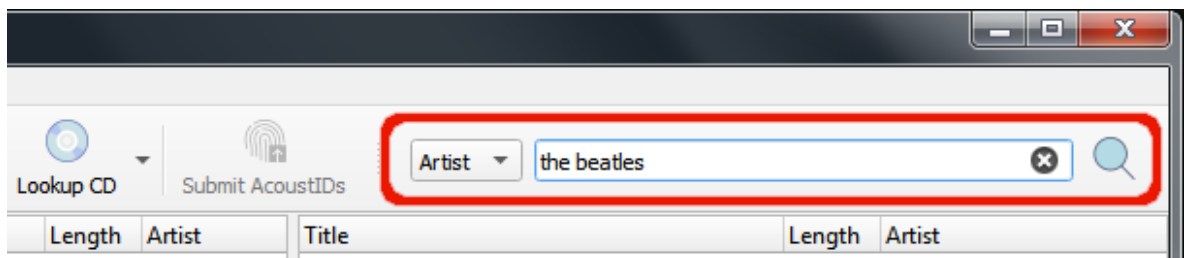 Artist the beatles
Lookup CD Submit AcoustIDs
Length Artist Title Length Artist